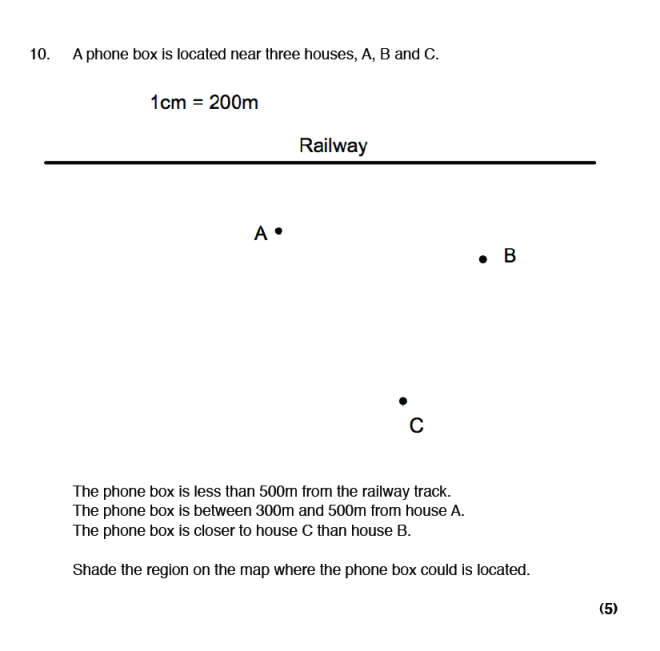 10. A phone box is located near three houses, A, B and C.
1cm = 200m
Railway
A
B
C
The phone box is less than 500m from the railway track.
The phone box is between 300m and 500m from house A.
The phone box is closer to house C than house B.
Shade the region on the map where the phone box could is located.
(5)